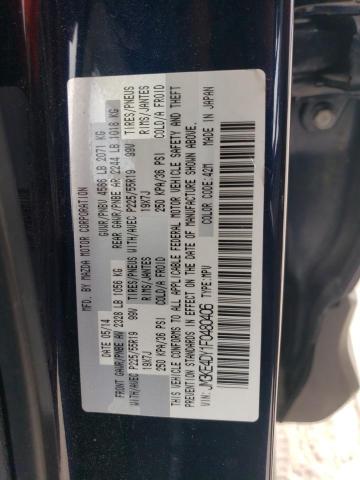 MFD. BY MAZDA MOTOR CORPORATION
DATE 05/14 GVWR/PNBV 4566 LB 2071 KG
FRONT GAWR/PNBE AV 2328 LB 1056 KG REAR GAWR/PNBE AR 2244 LB 1018 KG
WITH/AVEC P225/55R19 99V TIRES/PNEUS WITH/AVEC P225/55R19 99V TIRES/PNEUS
19X7J RIMS/JANTES 19X7J RIMS/JANTES
250 KPA/36 PSI COLD/A FROID 250 KPA/36 PSI COLD/A FROID
THIS VEHICLE CONFORMS TO ALL APPLICABLE FEDERAL MOTOR VEHICLE SAFETY AND THEFT
PREVENTION STANDARDS IN EFFECT ON THE DATE OF MANUFACTURE SHOWN ABOVE.
JM3KE4DY1F0480406
TYPE:MPV COLOR CODE:42M MADE IN JAPAN